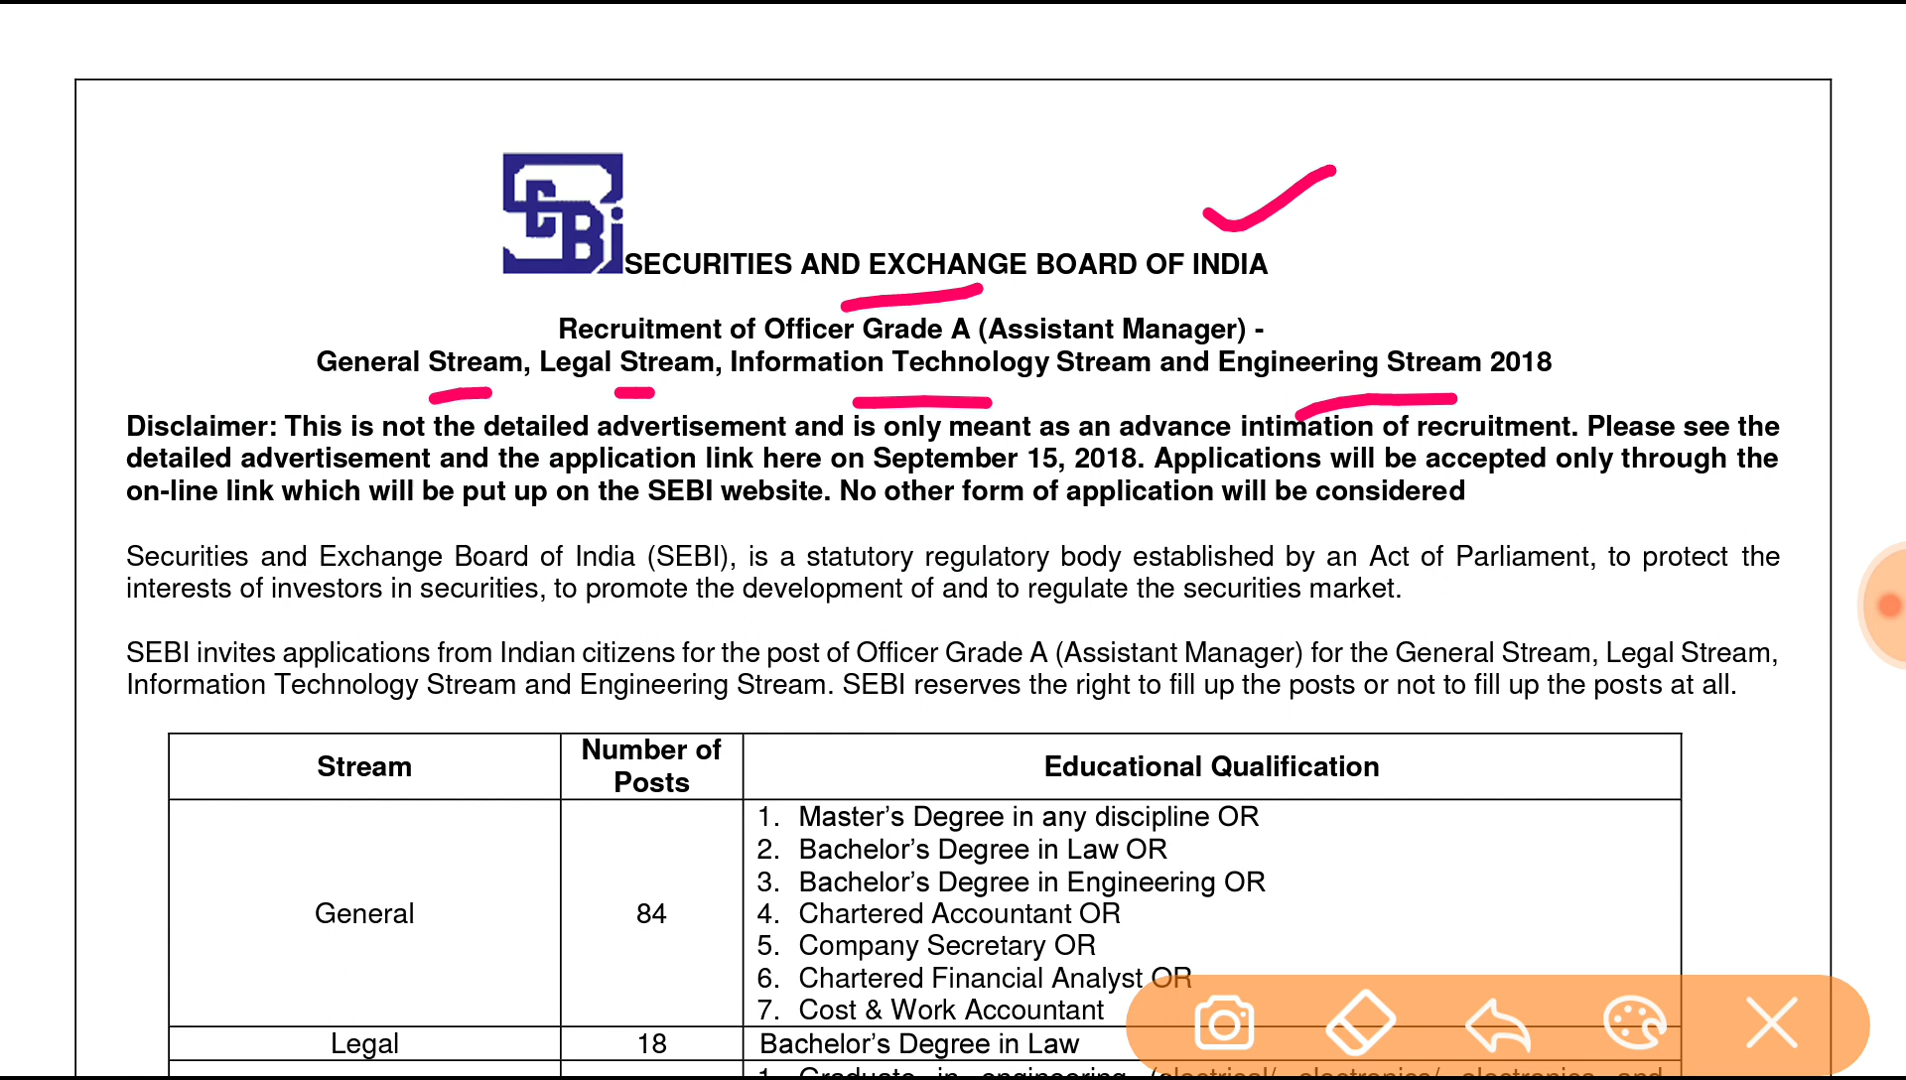 SEBI
SECURITIES AND EXCHANGE BOARD OF INDIA
Recruitment of Officer Grade A (Assistant Manager) -
General Stream, Legal Stream, Information Technology Stream and Engineering Stream 2018
Disclaimer: This is not the detailed advertisement and is only meant as an advance intimation of recruitment. Please see the
detailed advertisement and the application link here on September 15, 2018. Applications will be accepted only through the
on-line link which will be put up on the SEBI website. No other form of application will be considered
Securities and Exchange Board of India (SEBI), is a statutory regulatory body established by an Act of Parliament, to protect the
interests of investors in securities, to promote the development of and to regulate the securities market.
SEBI invites applications from Indian citizens for the post of Officer Grade A (Assistant Manager) for the General Stream, Legal Stream,
Information Technology Stream and Engineering Stream. SEBI reserves the right to fill up the posts or not to fill up the posts at all.
Stream
Number of
Posts
Educational Qualification
General
84
1. Master's Degree in any discipline OR
2. Bachelor's Degree in Law OR
3. Bachelor's Degree in Engineering OR
4. Chartered Accountant OR
5. Company Secretary OR
6. Chartered Financial Analyst OR
7. Cost & Work Accountant
Legal
18
Bachelor's Degree in Law
1. Graduate in engineering (electrical/ electronics/ electronics and